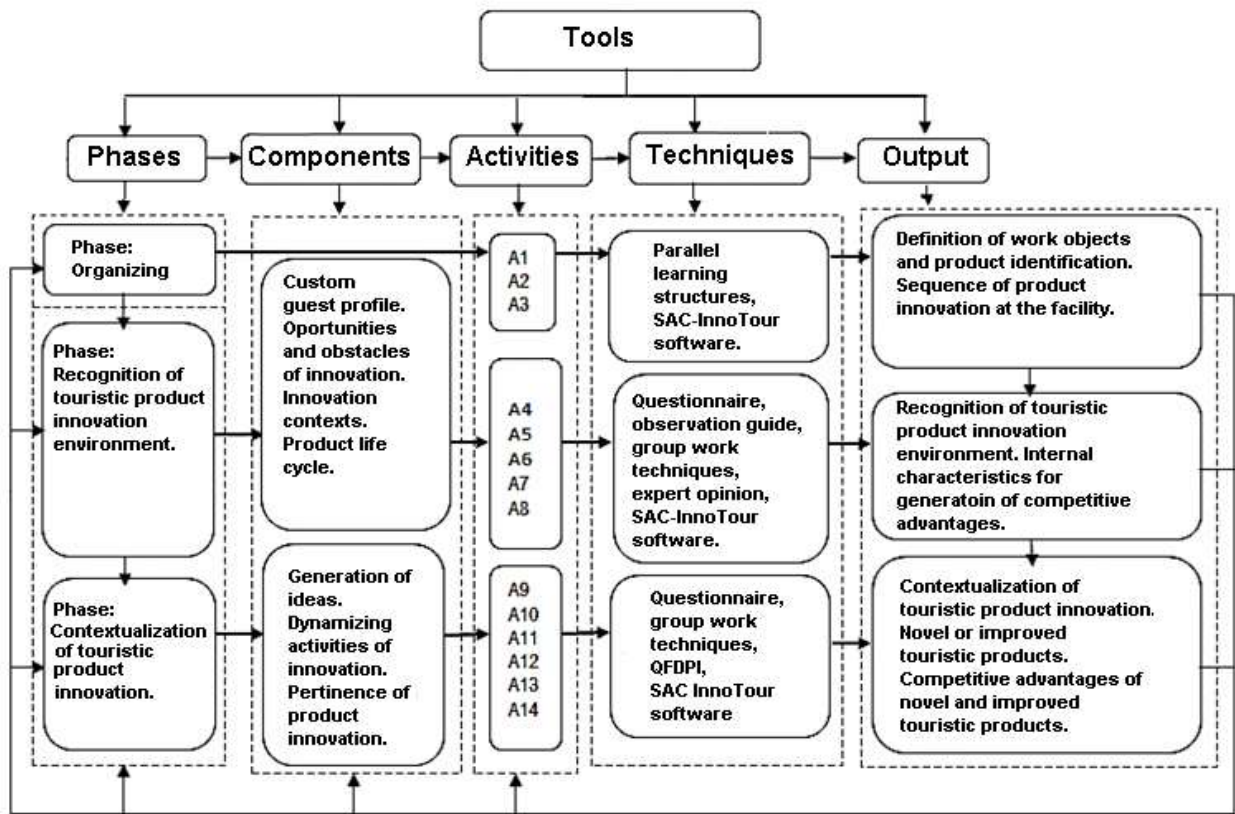 Tools
Phases
Components
Activities
Techniques
Output
Phase:
Organizing
A1
A2
A3
Parallel
learning
structures,
SAC-InnoTour
software.
Definition of work objects
and product identification.
Sequence of product
innovation at the facility.
Phase:
Recognition of
touristic product
innovation
environment.
Custom
guest profile.
Oportunities
and obstacles
of innovation.
Innovation
contexts.
Product life
cycle.
A4
A5
A6
A7
A8
Questionnaire,
observation guide,
group work
techniques,
expert opinion,
SAC-InnoTour
software.
Recognition of touristic
product innovation
environment. Internal
characteristics for
generatoin of competitive
advantages.
Phase:
Contextualization
of touristic
product
innovation.
Generation of
ideas.
Dynamizing
activities of
innovation.
Pertinence of
product
innovation.
A9
A10
A11
A12
A13
A14
Questionnaire,
group work
techniques,
QFDPI,
SAC InnoTour
software
Contextualization of
touristic product innovation.
Novel or improved
touristic products.
Competitive advantages of
novel and improved
touristic products.